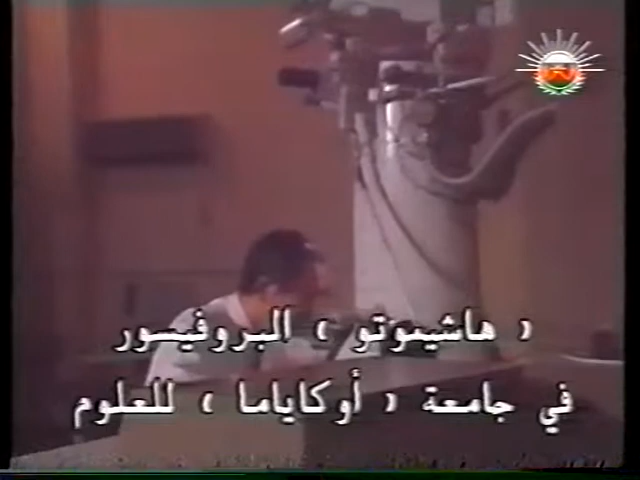 ( هاشيموتو ) البروفيسور
في جامعة ( أوكاياما ) للعلوم